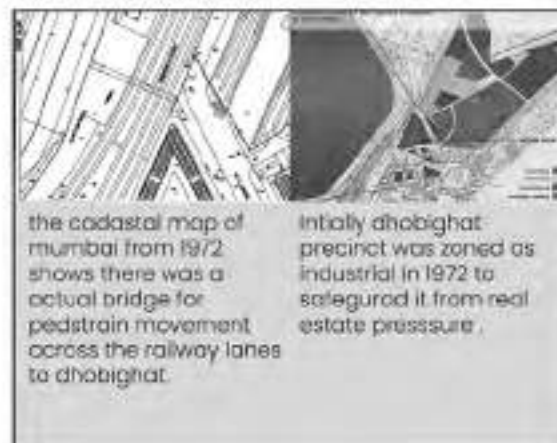 the cadastal map of
mumbai from 1972
shows there was a
actual bridge for
pedstrain movement
across the railway lanes
to dhobighat.
Intially dhobighat
precinct was zoned as
industrial in 1972 to
safegurad it from real
estate presssure .